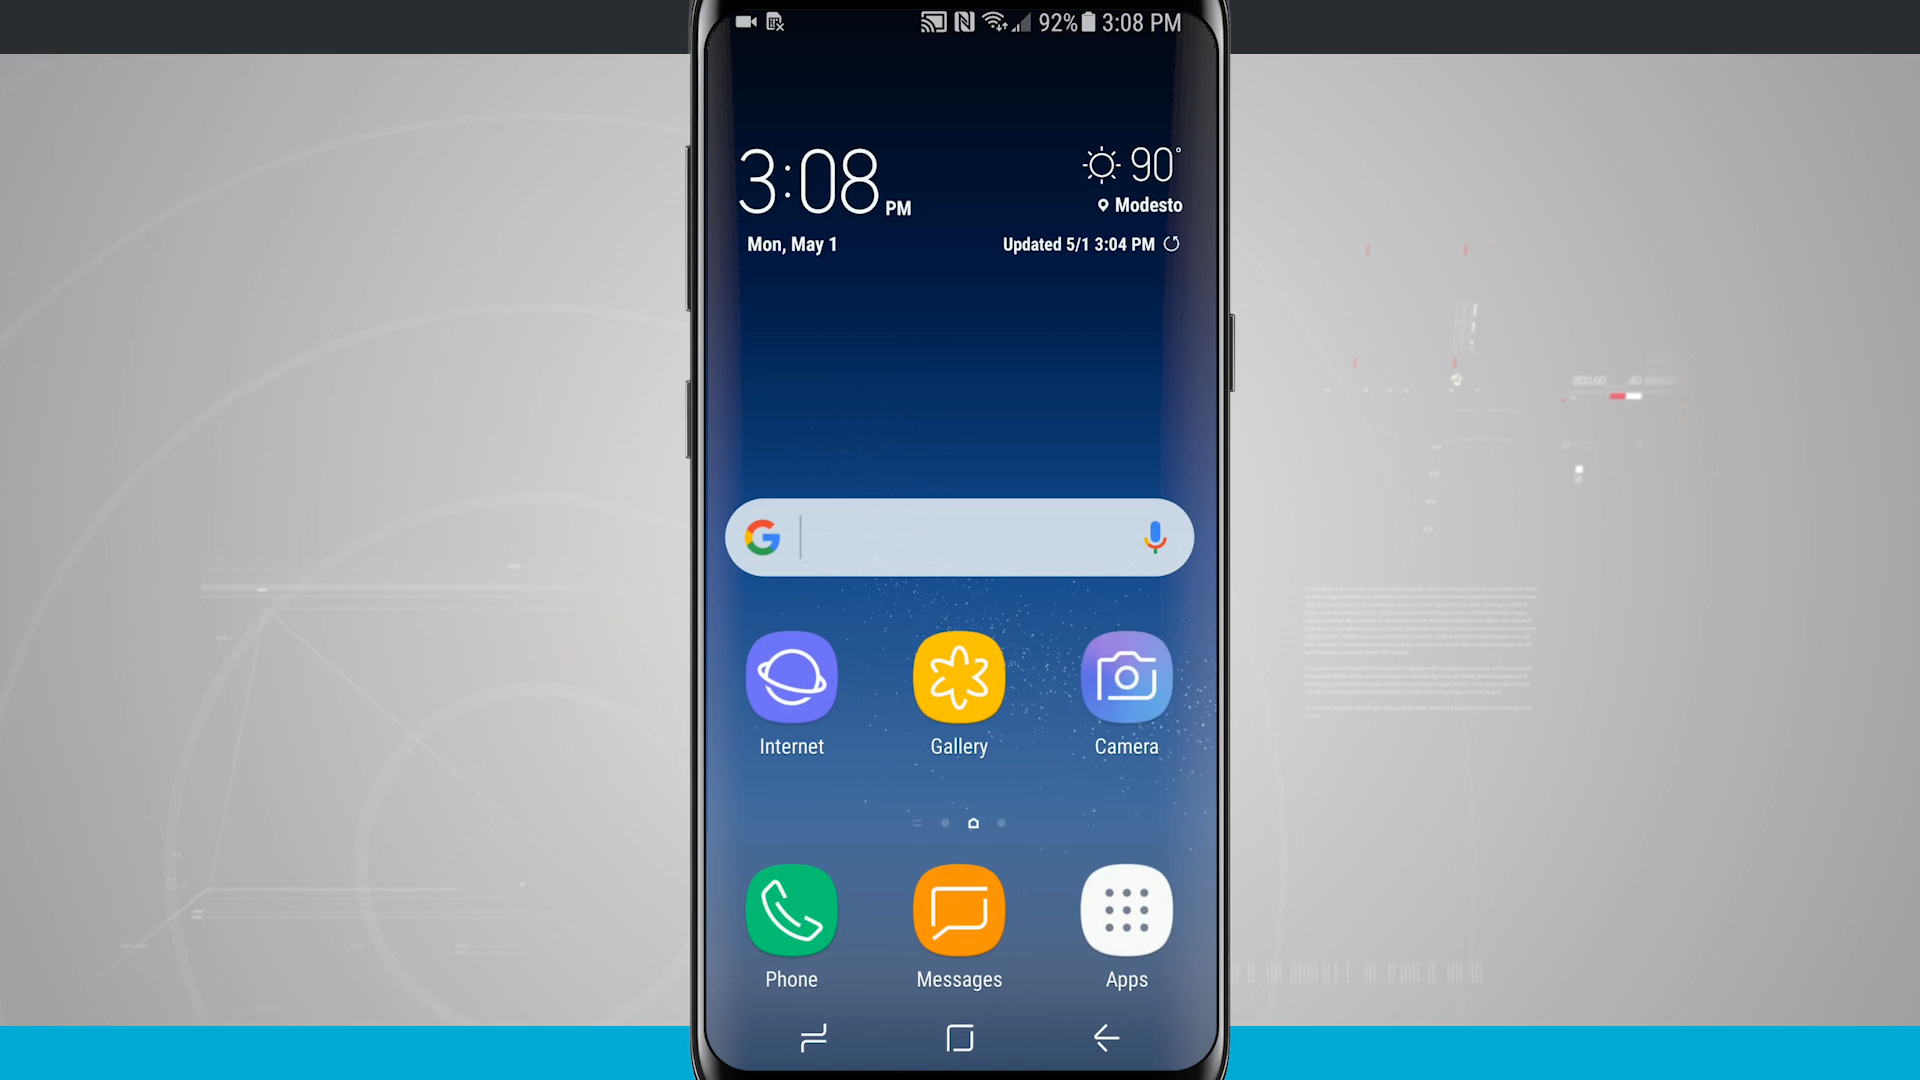 92% 3:08 PM
3:08 PM
90°
Modesto
Mon, May 1
Updated 5/1 3:04 PM
Internet
Gallery
Camera
Phone
Messages
Apps